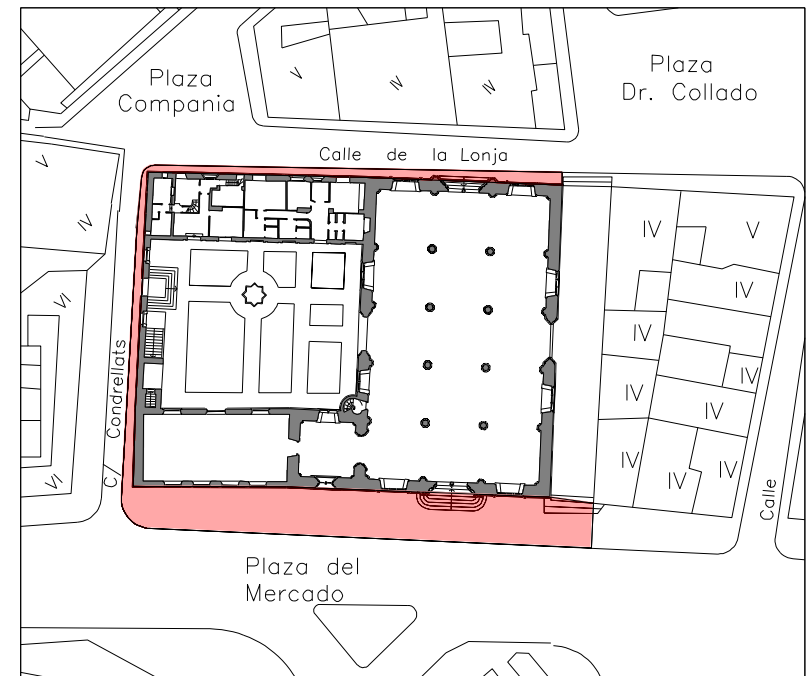 Plaza
Compania
Plaza
Dr. Collado
V
IV
IV
Calle de la Lonja
V
IV
IV
V
IV
VI
IV
IV
IV
C/ Condrellats
IV
IV
IV
IV
IV
VI
Calle
Plaza del
Mercado